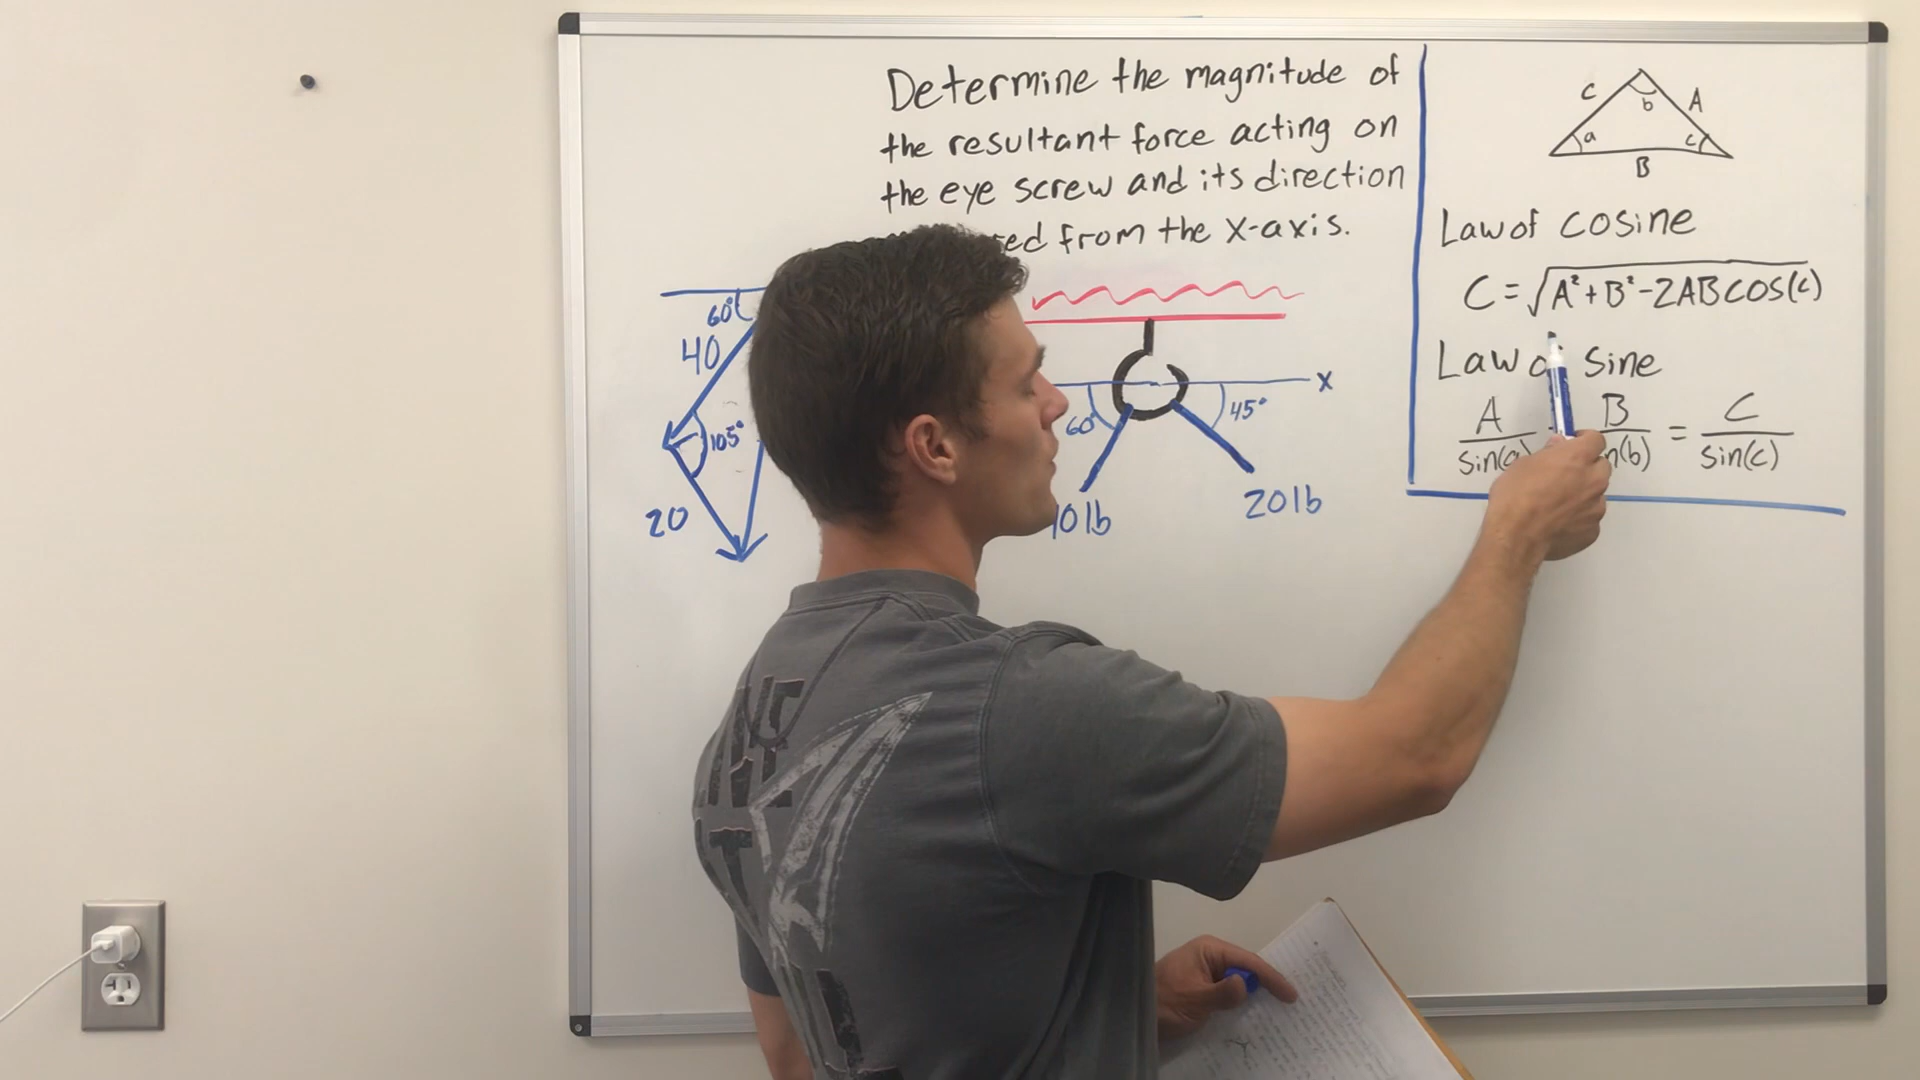 Determine the magnitude of
the resultant force acting on
the eye screw and its direction
from the x-axis.
60°
40
105°
20
x
60°
45°
20lb
C
b
A
a
c
B
Law of cosine
C = √A²+B²-2ABcos(c)
Law sine
A B = C
sin(c)